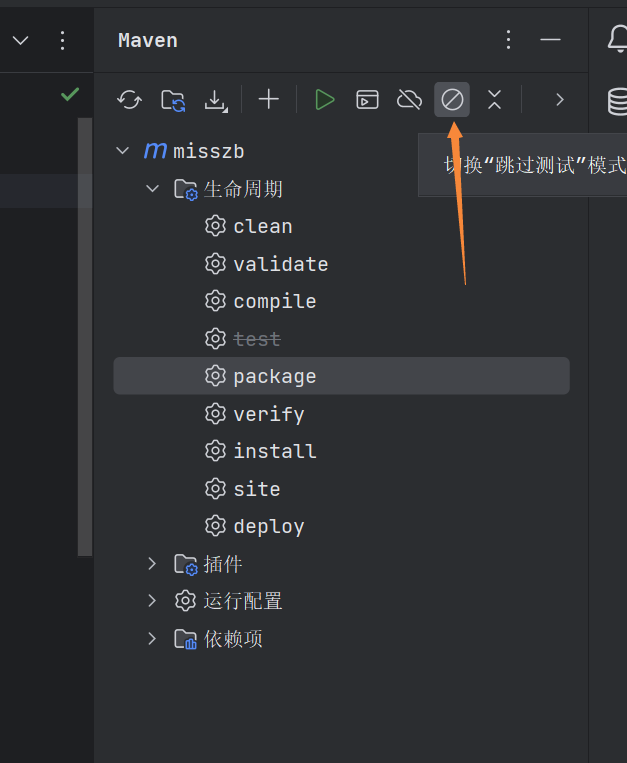 Maven
切换“跳过测试”模式
m misszb
生命周期
clean
validate
compile
test
package
verify
install
site
deploy
插件
运行配置
依赖项